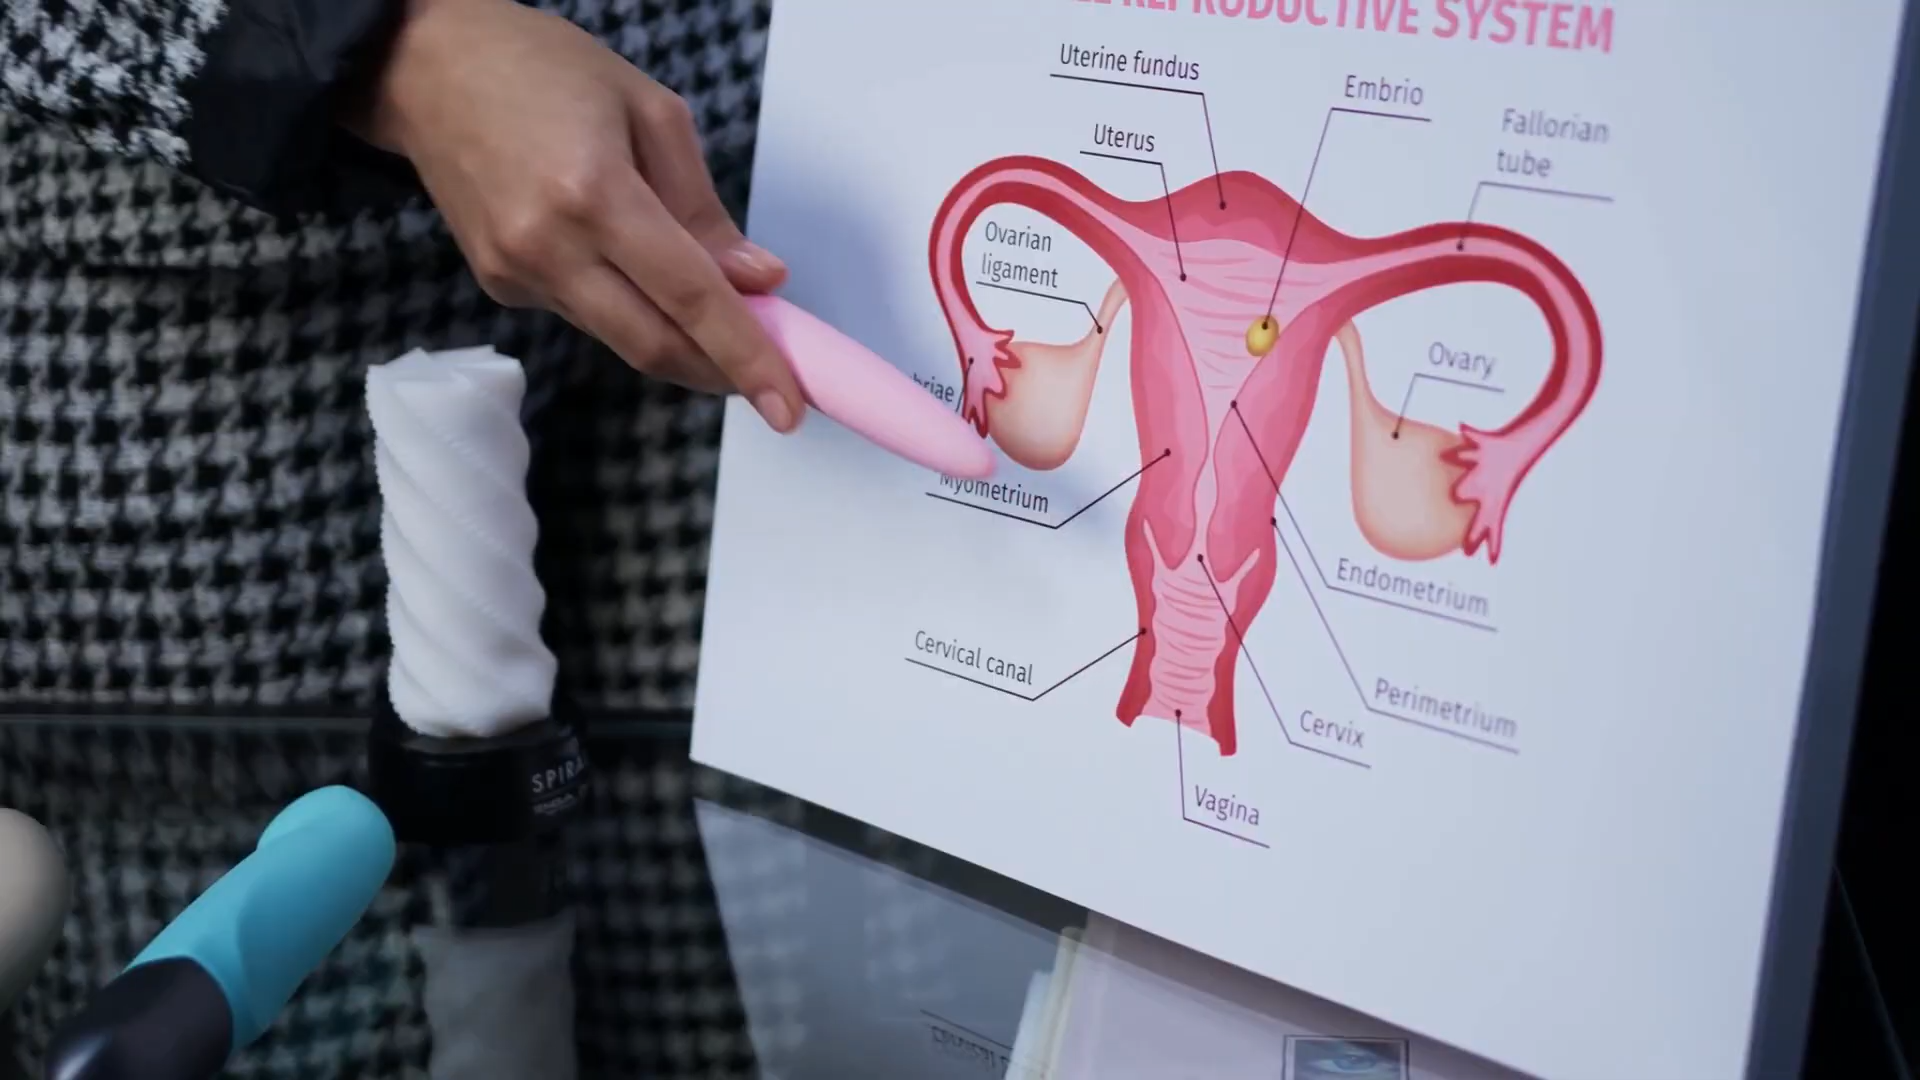 REPRODUCTIVE SYSTEM
Uterine fundus
Embrio
Fallorian
tube
Uterus
Ovarian
ligament
Ovary
briae
Myometrium
Endometrium
Cervical canal
Perimetrium
Cervix
Vagina
SPIRA